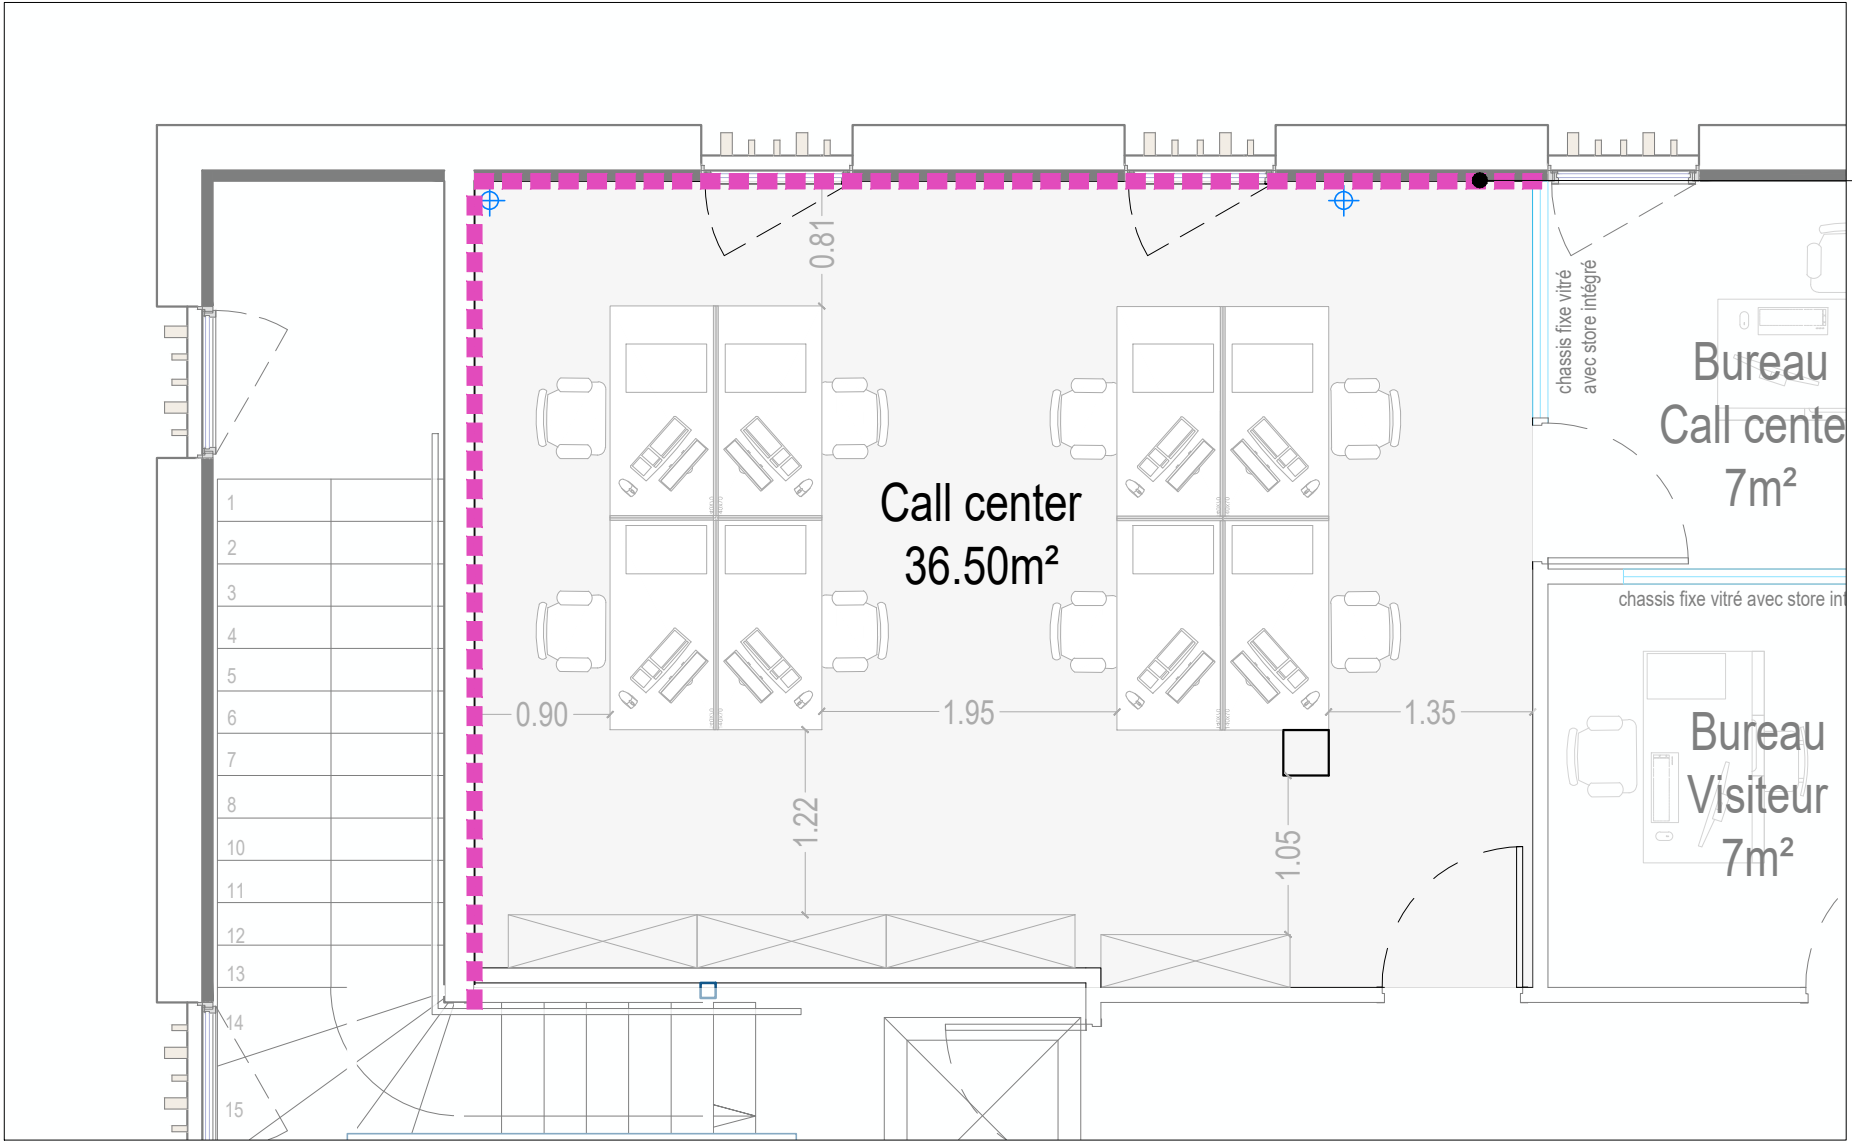 0.81
chassis fixe vitré
avec store intégré
Bureau
Call cente
7m²
Call center
36.50m²
chassis fixe vitré avec store int
0.90
1.95
1.35
Bureau
Visiteur
7m²
1.22
1.05
1
2
3
4
5
6
7
8
10
11
12
13
14
15